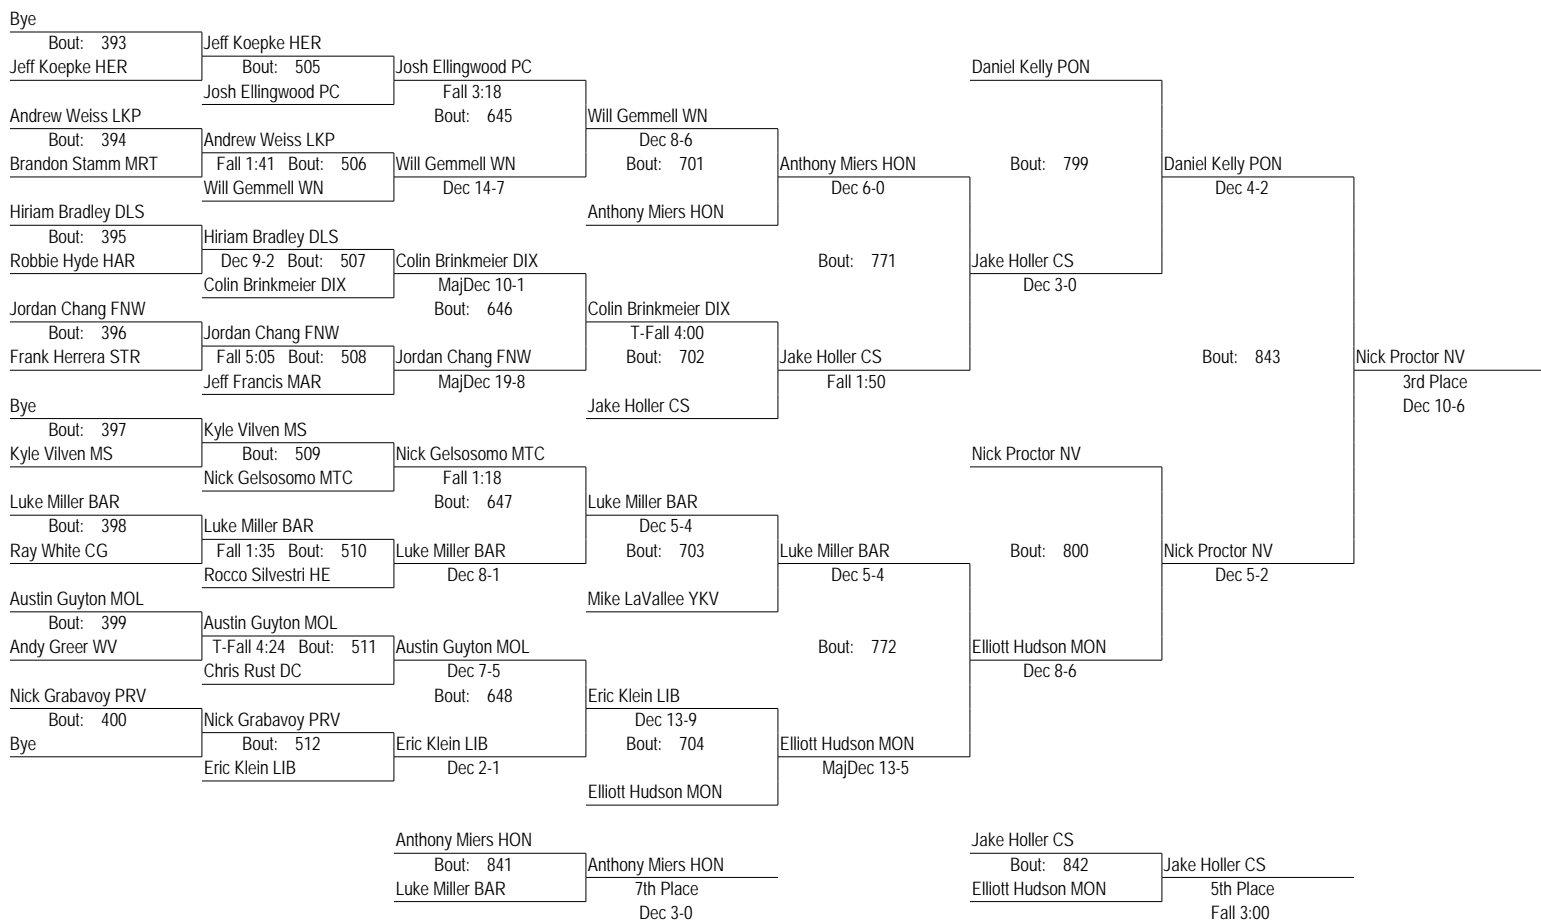 Bye
Bout: 393
Jeff Koepke HER
Andrew Weiss LKP
Bout: 394
Brandon Stamm MRT
Hiriam Bradley DLS
Bout: 395
Robbie Hyde HAR
Jordan Chang FNW
Bout: 396
Frank Herrera STR
Bye
Bout: 397
Kyle Vilven MS
Luke Miller BAR
Bout: 398
Ray White CG
Austin Guyton MOL
Bout: 399
Andy Greer WV
Nick Grabavoy PRV
Bout: 400
Bye
Jeff Koepke HER
Bout: 505
Josh Ellingwood PC
Andrew Weiss LKP
Fall 1:41 Bout: 506
Will Gemmell WN
Hiriam Bradley DLS
Dec 9-2 Bout: 507
Colin Brinkmeier DIX
Jordan Chang FNW
Fall 5:05 Bout: 508
Jeff Francis MAR
Kyle Vilven MS
Bout: 509
Nick Gelsosomo MTC
Luke Miller BAR
Fall 1:35 Bout: 510
Rocco Silvestri HE
Austin Guyton MOL
T-Fall 4:24 Bout: 511
Chris Rust DC
Nick Grabavoy PRV
Bout: 512
Eric Klein LIB
Josh Ellingwood PC
Fall 3:18
Bout: 645
Will Gemmell WN
Dec 14-7
Colin Brinkmeier DIX
MajDec 10-1
Bout: 646
Jordan Chang FNW
MajDec 19-8
Nick Gelsosomo MTC
Fall 1:18
Bout: 647
Luke Miller BAR
Dec 8-1
Austin Guyton MOL
Dec 7-5
Bout: 648
Eric Klein LIB
Dec 2-1
Will Gemmell WN
Dec 8-6
Bout: 701
Anthony Miers HON
Colin Brinkmeier DIX
T-Fall 4:00
Bout: 702
Jake Holler CS
Luke Miller BAR
Dec 5-4
Bout: 703
Mike LaVallee YKV
Eric Klein LIB
Dec 13-9
Bout: 704
Elliott Hudson MON
Anthony Miers HON
Dec 6-0
Bout: 771
Jake Holler CS
Fall 1:50
Luke Miller BAR
Dec 5-4
Bout: 772
Elliott Hudson MON
MajDec 13-5
Daniel Kelly PON
Bout: 799
Jake Holler CS
Dec 3-0
Nick Proctor NV
Bout: 800
Elliott Hudson MON
Dec 8-6
Daniel Kelly PON
Dec 4-2
Bout: 843
Nick Proctor NV
Dec 5-2
Nick Proctor NV
3rd Place
Dec 10-6
Anthony Miers HON
Bout: 841
Luke Miller BAR
Anthony Miers HON
7th Place
Dec 3-0
Jake Holler CS
Bout: 842
Elliott Hudson MON
Jake Holler CS
5th Place
Fall 3:00